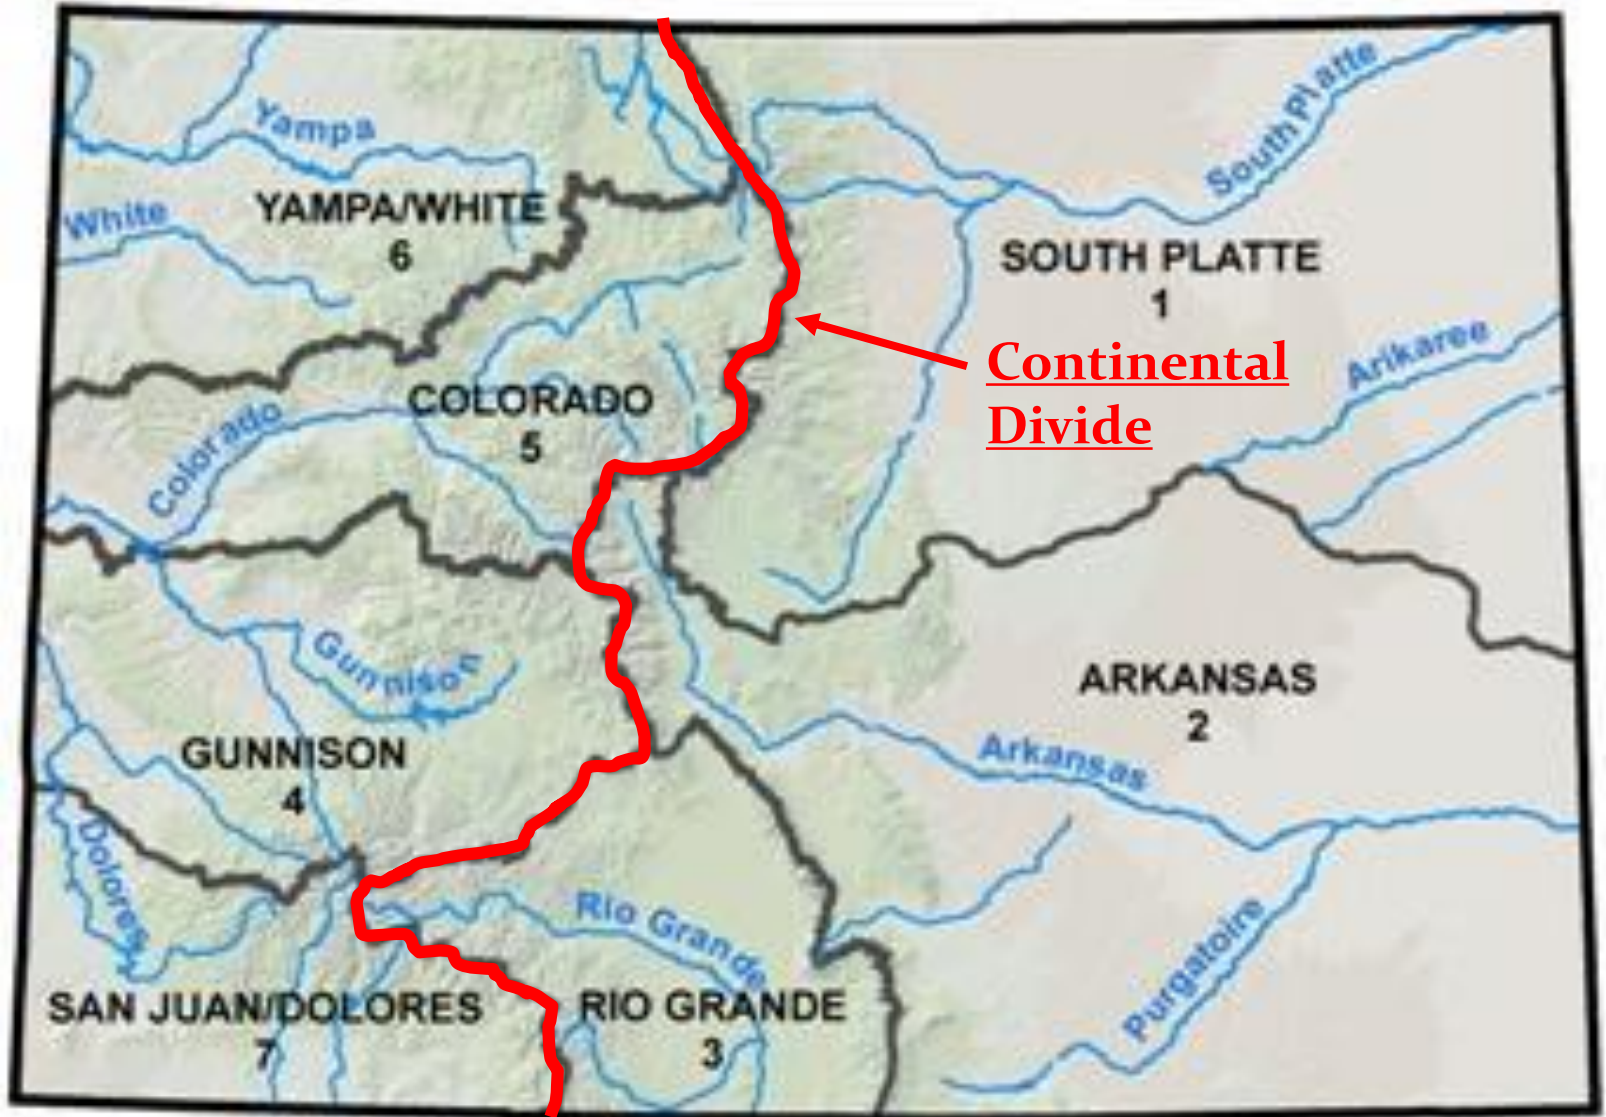 South Platte
Yampa
YAMPA/WHITE
6
White
SOUTH PLATTE
1
Continental
Divide
Arikaree
COLORADO
5
Colorado
Gunnison
ARKANSAS
2
GUNNISON
4
Arkansas
Dolores
Rio Grande
Purgatoire
SAN JUAN/DOLORES
7
RIO GRANDE
3